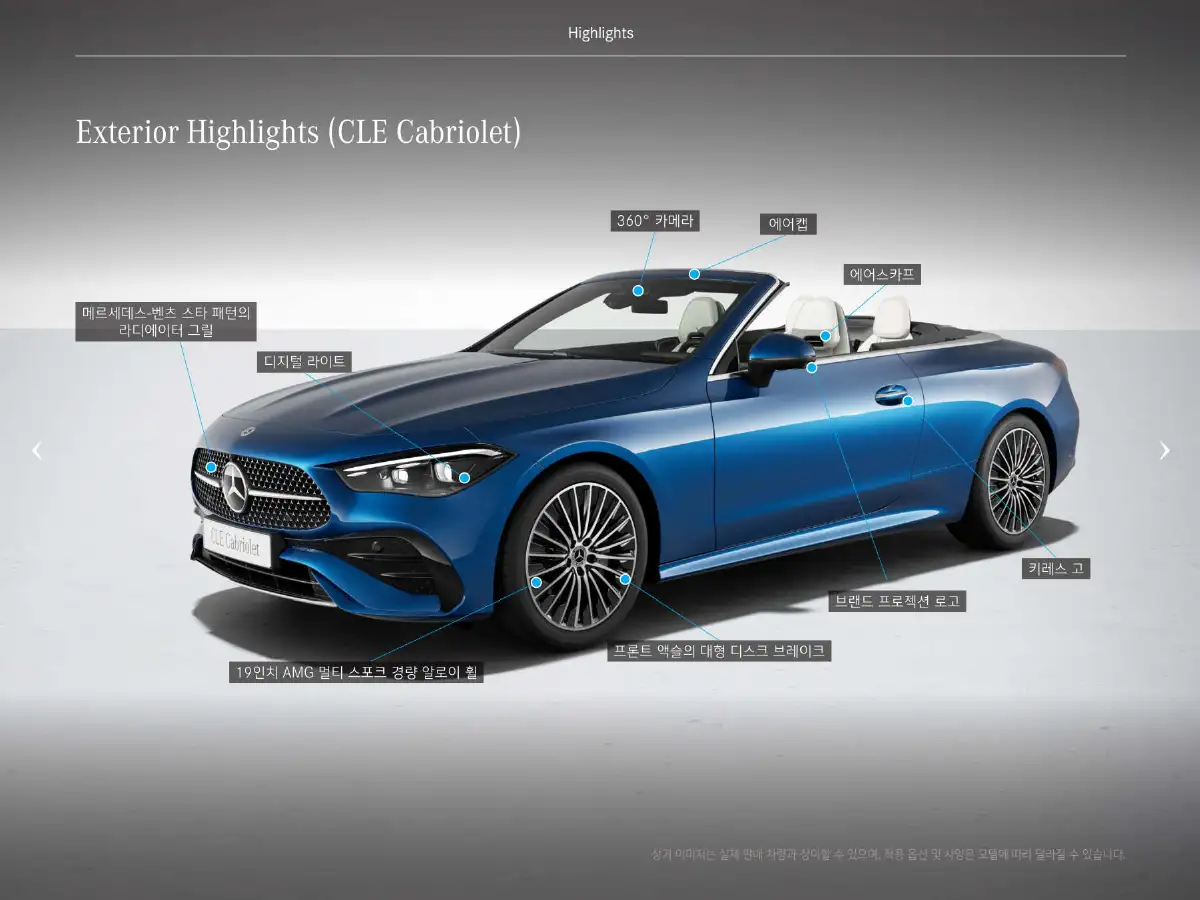 Highlights
Exterior Highlights (CLE Cabriolet)
360° 카메라
에어캡
에어스카프
메르세데스-벤츠 스타 패턴의
라디에이터 그릴
디지털 라이트
CLE Cabriolet
키레스 고
브랜드 프로젝션 로고
프론트 액슬의 대형 디스크 브레이크
19인치 AMG 멀티 스포크 경량 알로이 휠
상기 이미지는 실제 판매 차량과 상이할 수 있으며, 적용 옵션 및 사양은 모델에 따라 달라질 수 있습니다.